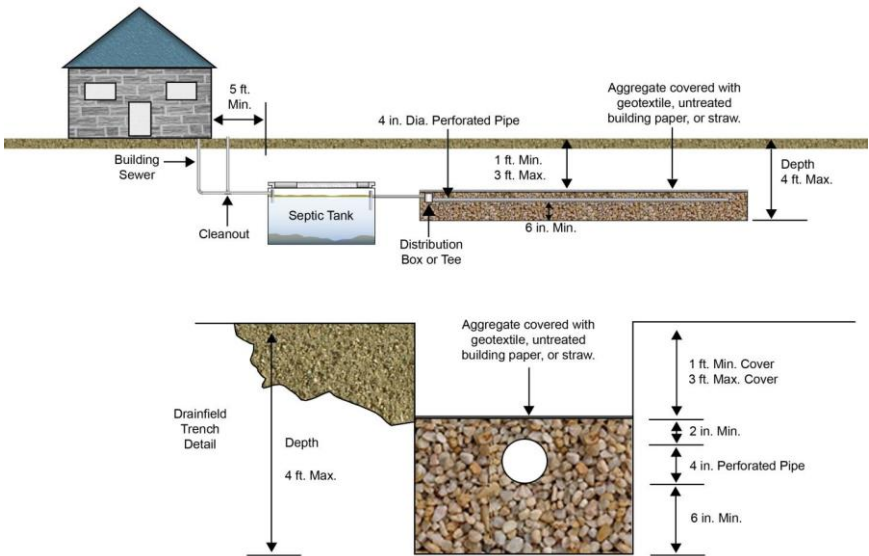 5 ft.
Min.
Aggregate covered with
geotextile, untreated
building paper, or straw.
4 in. Dia. Perforated Pipe
Building
Sewer
1 ft. Min.
3 ft. Max.
Depth
4 ft. Max.
Septic Tank
6 in. Min.
Cleanout
Distribution
Box or Tee
Aggregate covered with
geotextile, untreated
building paper, or straw.
1 ft. Min. Cover
3 ft. Max. Cover
Drainfield
Trench
Detail
Depth
4 ft. Max.
2 in. Min.
4 in. Perforated Pipe
6 in. Min.